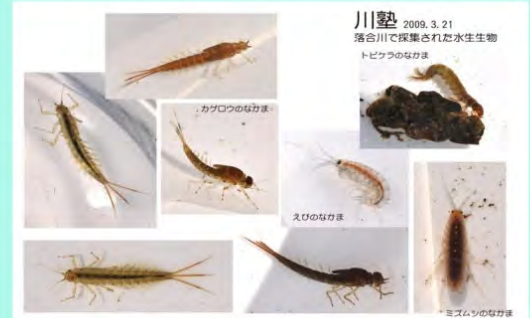 川塾 2009.3.21
落合川で採集された水生生物
トビケラのなかま
カゲロウのなかま
えびのなかま
ミズムシのなかま